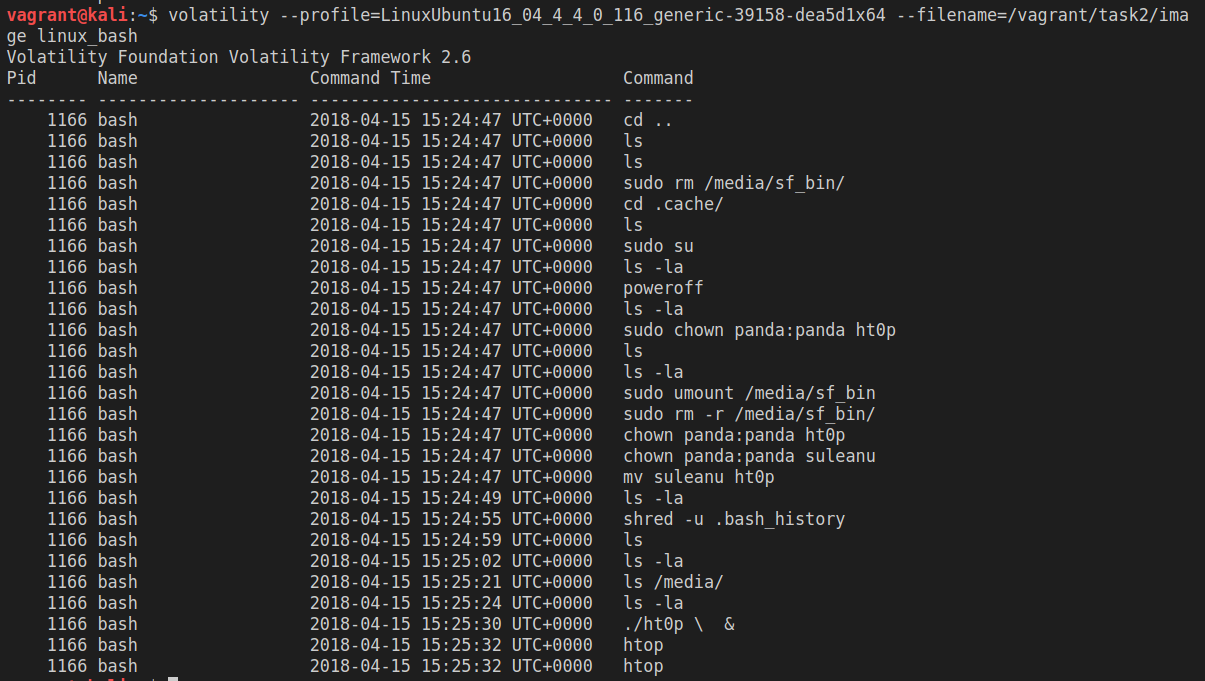 vagrant@kali:~$ volatility --profile=LinuxUbuntu16_04_4_4_0_116_generic-39158-dea5d1x64 --filename=/vagrant/task2/ima
ge linux_bash
Volatility Foundation Volatility Framework 2.6
Pid      Name                 Command Time                   Command
-------- -------------------- ------------------------------ -------
    1166 bash                 2018-04-15 15:24:47 UTC+0000   cd ..
    1166 bash                 2018-04-15 15:24:47 UTC+0000   ls
    1166 bash                 2018-04-15 15:24:47 UTC+0000   ls
    1166 bash                 2018-04-15 15:24:47 UTC+0000   sudo rm /media/sf_bin/
    1166 bash                 2018-04-15 15:24:47 UTC+0000   cd .cache/
    1166 bash                 2018-04-15 15:24:47 UTC+0000   ls
    1166 bash                 2018-04-15 15:24:47 UTC+0000   sudo su
    1166 bash                 2018-04-15 15:24:47 UTC+0000   ls -la
    1166 bash                 2018-04-15 15:24:47 UTC+0000   poweroff
    1166 bash                 2018-04-15 15:24:47 UTC+0000   ls -la
    1166 bash                 2018-04-15 15:24:47 UTC+0000   sudo chown panda:panda ht0p
    1166 bash                 2018-04-15 15:24:47 UTC+0000   ls
    1166 bash                 2018-04-15 15:24:47 UTC+0000   ls -la
    1166 bash                 2018-04-15 15:24:47 UTC+0000   sudo umount /media/sf_bin
    1166 bash                 2018-04-15 15:24:47 UTC+0000   sudo rm -r /media/sf_bin/
    1166 bash                 2018-04-15 15:24:47 UTC+0000   chown panda:panda ht0p
    1166 bash                 2018-04-15 15:24:47 UTC+0000   chown panda:panda suleanu
    1166 bash                 2018-04-15 15:24:47 UTC+0000   mv suleanu ht0p
    1166 bash                 2018-04-15 15:24:49 UTC+0000   ls -la
    1166 bash                 2018-04-15 15:24:55 UTC+0000   shred -u .bash_history
    1166 bash                 2018-04-15 15:24:59 UTC+0000   ls
    1166 bash                 2018-04-15 15:25:02 UTC+0000   ls -la
    1166 bash                 2018-04-15 15:25:21 UTC+0000   ls /media/
    1166 bash                 2018-04-15 15:25:24 UTC+0000   ls -la
    1166 bash                 2018-04-15 15:25:30 UTC+0000   ./ht0p \  &
    1166 bash                 2018-04-15 15:25:32 UTC+0000   htop
    1166 bash                 2018-04-15 15:25:32 UTC+0000   htop